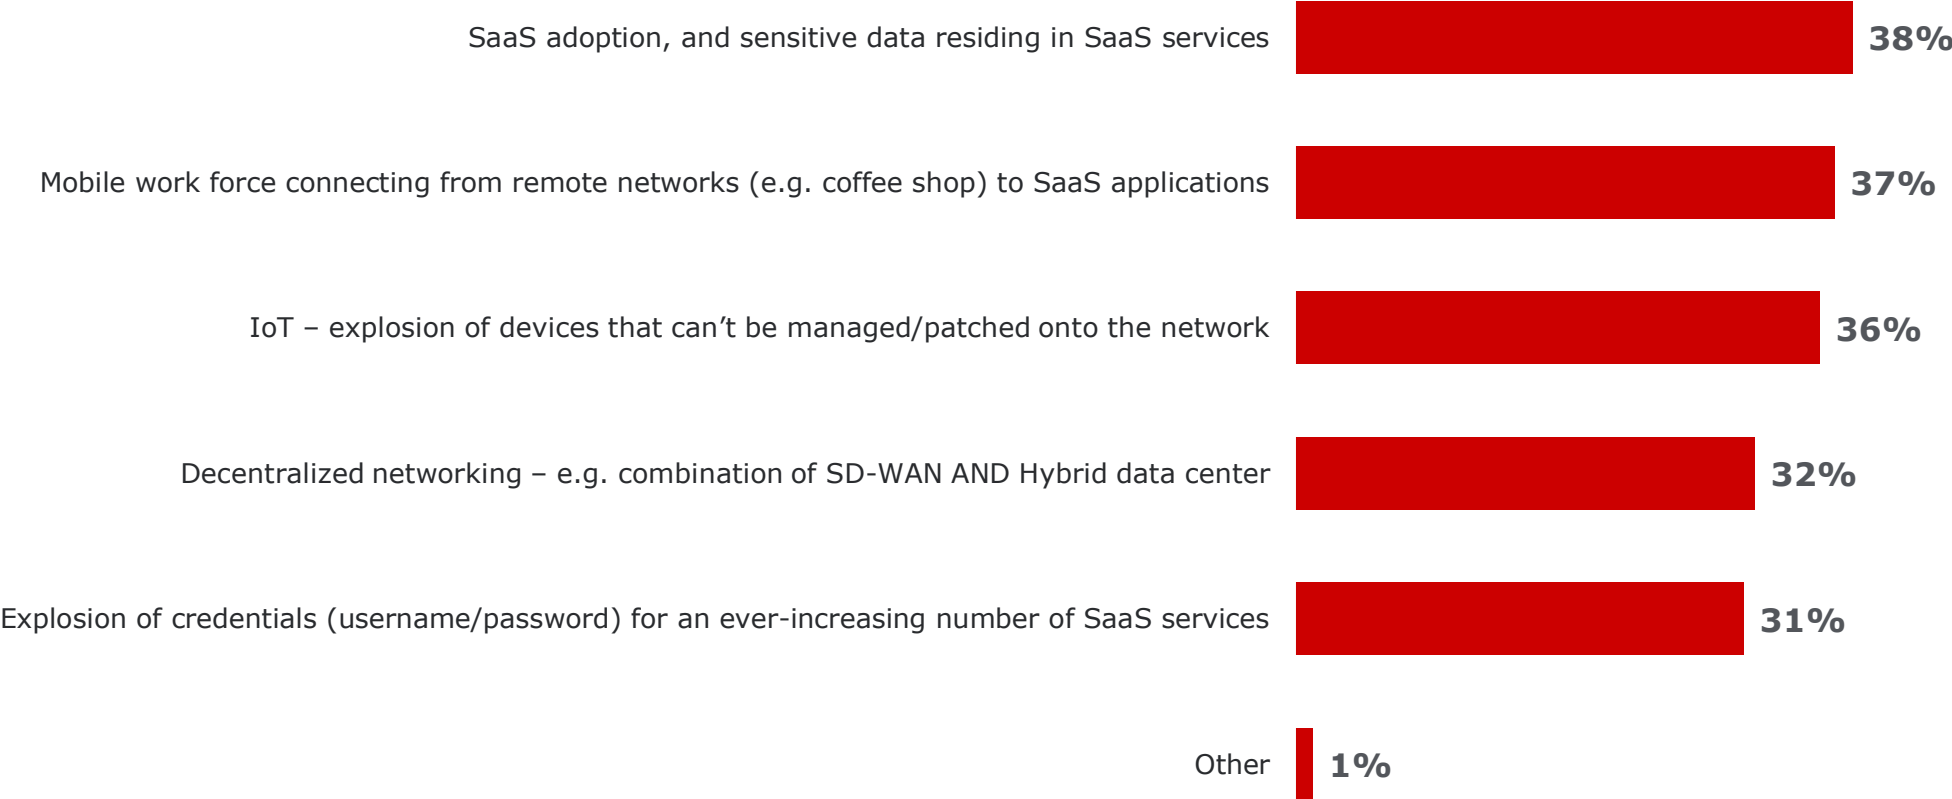 SaaS adoption, and sensitive data residing in SaaS services 38%
Mobile work force connecting from remote networks (e.g. coffee shop) to SaaS applications 37%
IoT – explosion of devices that can’t be managed/patched onto the network 36%
Decentralized networking – e.g. combination of SD-WAN AND Hybrid data center 32%
Explosion of credentials (username/password) for an ever-increasing number of SaaS services 31%
Other 1%